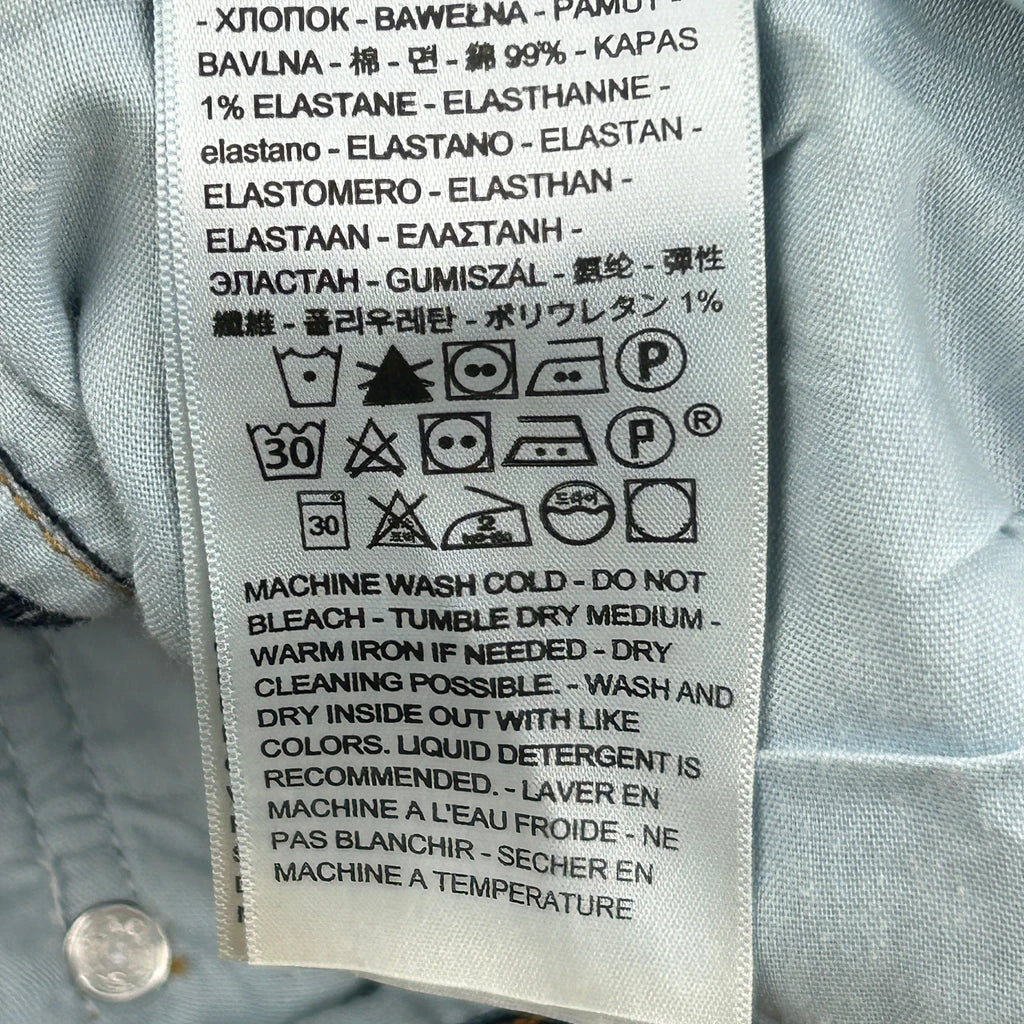 - ХЛОПОК - BAWEŁNA - PAMUT -
BAVLNA - 棉 - 면 - 綿 99% - KAPAS
1% ELASTANE - ELASTHANNE -
elastano - ELASTANO - ELASTAN -
ELASTOMERO - ELASTHAN -
ELASTAAN - ΕΛΑΣΤΑΝΗ -
ЭЛАСТАН - GUMISZÁL - 氨纶 - 彈性
纖維 - 폴리우레탄 - ポリウレタン 1%
P
30 P ®
30 드라이
MACHINE WASH COLD - DO NOT
BLEACH - TUMBLE DRY MEDIUM -
WARM IRON IF NEEDED - DRY
CLEANING POSSIBLE. - WASH AND
DRY INSIDE OUT WITH LIKE
COLORS. LIQUID DETERGENT IS
RECOMMENDED. - LAVER EN
MACHINE A L'EAU FROIDE - NE
PAS BLANCHIR - SECHER EN
MACHINE A TEMPERATURE